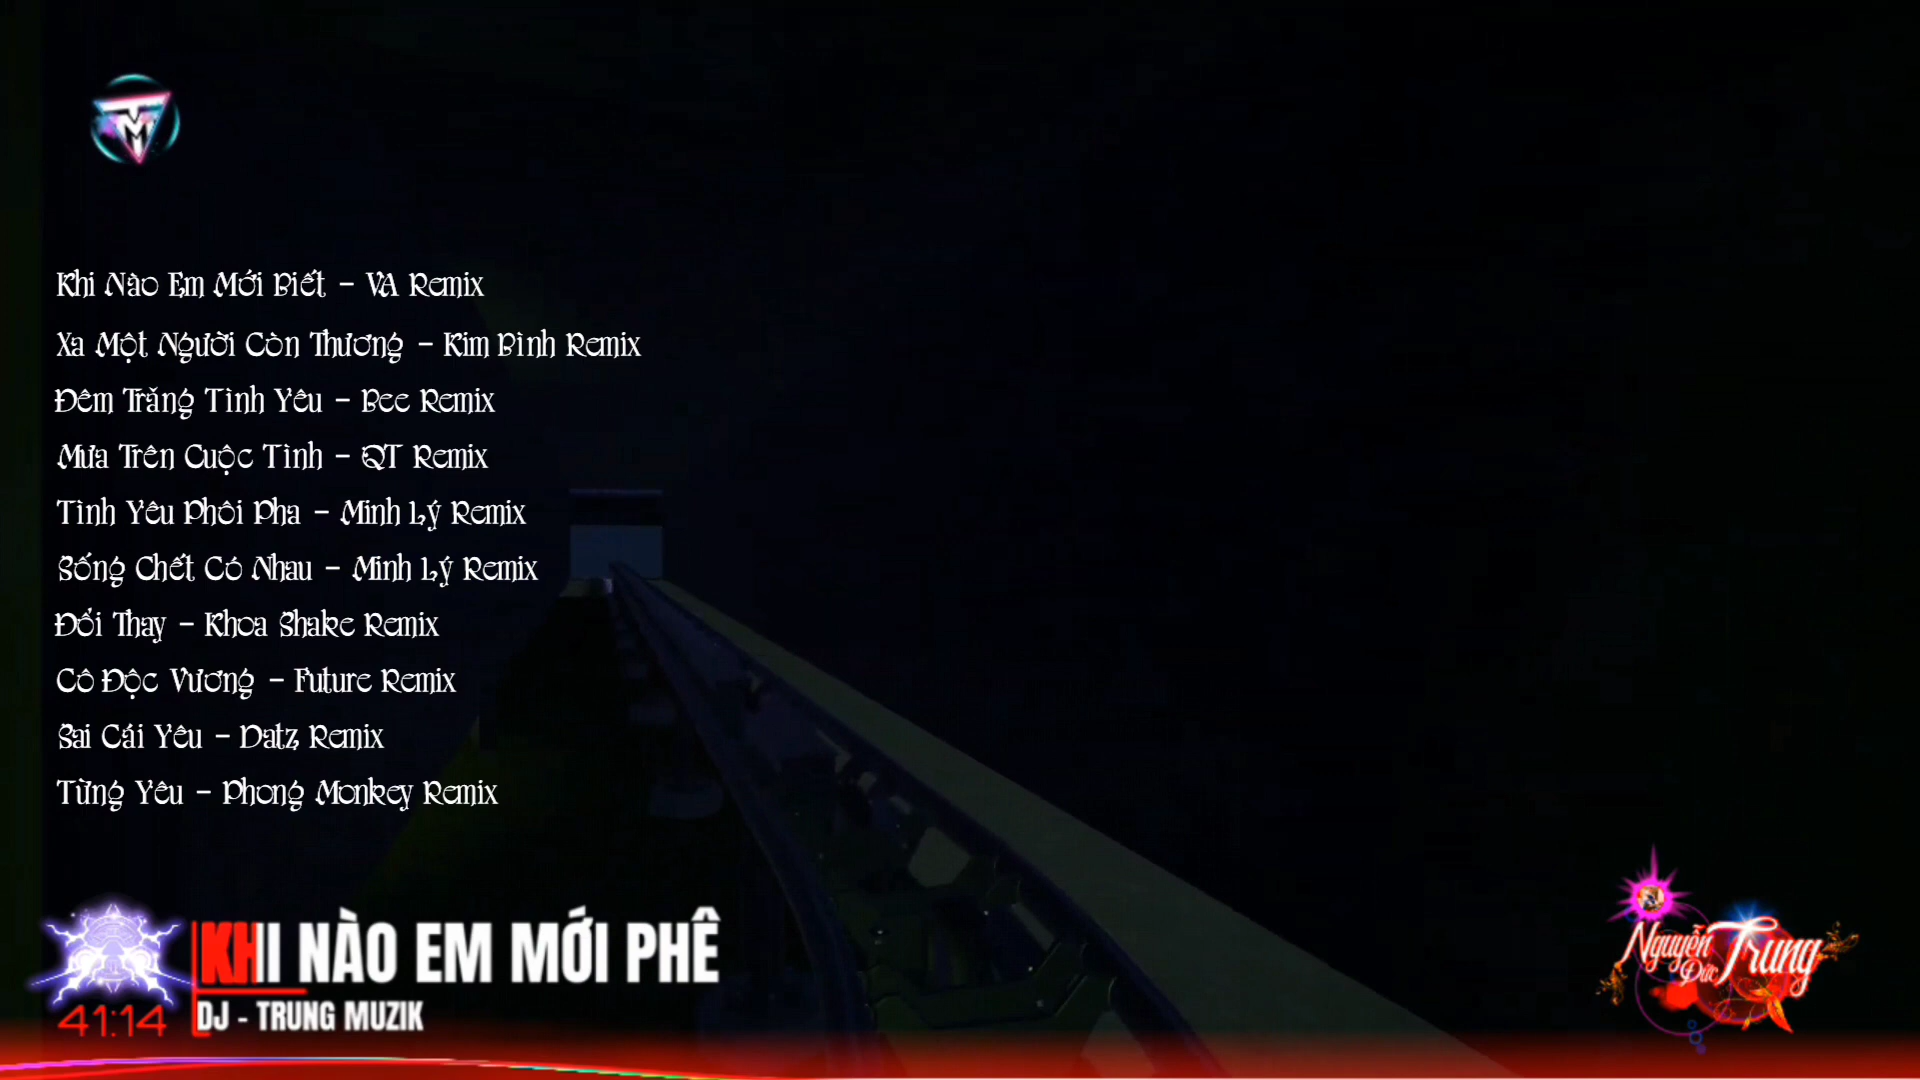 TM
Khi Nào Em Mới Biết - VA Remix
Xa Một Người Còn Thương - Kim Bình Remix
Đêm Trắng Tình Yêu - Bee Remix
Mưa Trên Cuộc Tình - QT Remix
Tình Yêu Phôi Pha - Minh Lý Remix
Sống Chết Có Nhau - Minh Lý Remix
Đổi Thay - Khoa Shake Remix
Cô Độc Vương - Future Remix
Sai Cái Yêu - Datz Remix
Từng Yêu - Phong Monkey Remix
KHI NÀO EM MỚI PHÊ
DJ - TRUNG MUZIK
41:14
Nguyễn Đức Trung